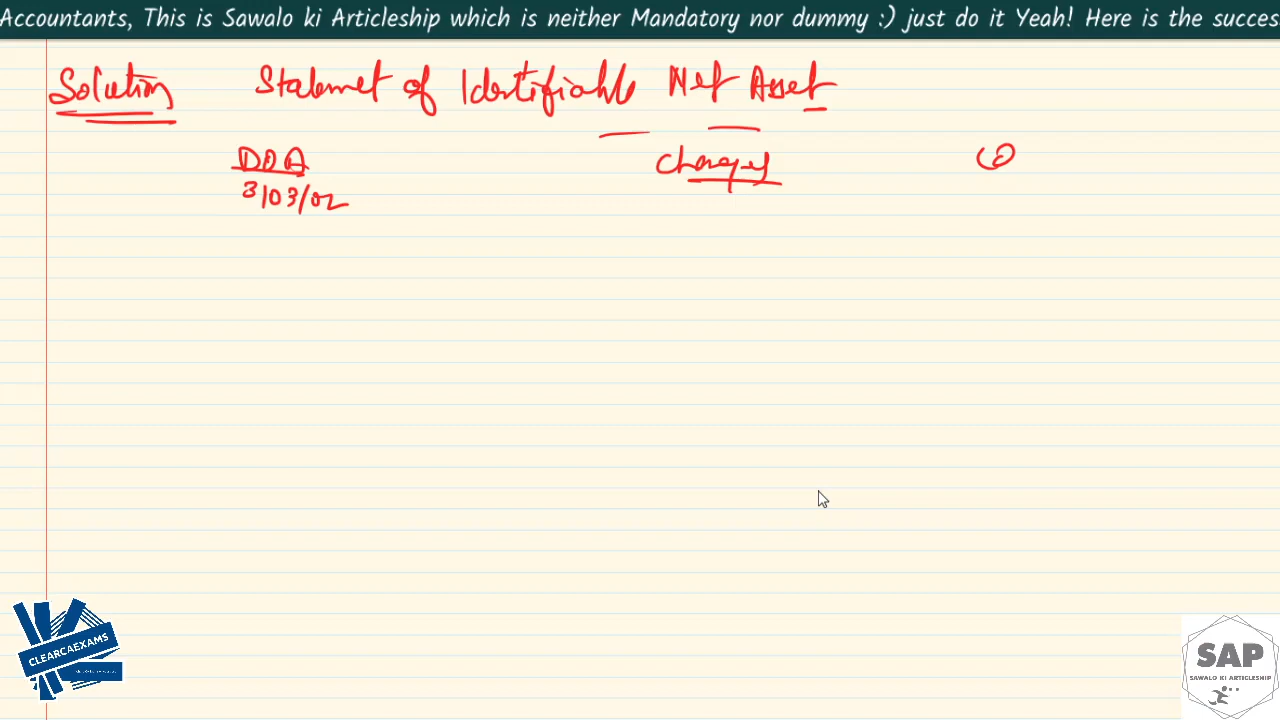 Accountants, This is Sawalo ki Articleship which is neither Mandatory nor dummy :) just do it Yeah! Here is the succes
Solution Statement of Identifiable Net Asset
DOA Changes
3/03/02
CLEARCAEXAMS
SAP
SAWALO KI ARTICLESHIP